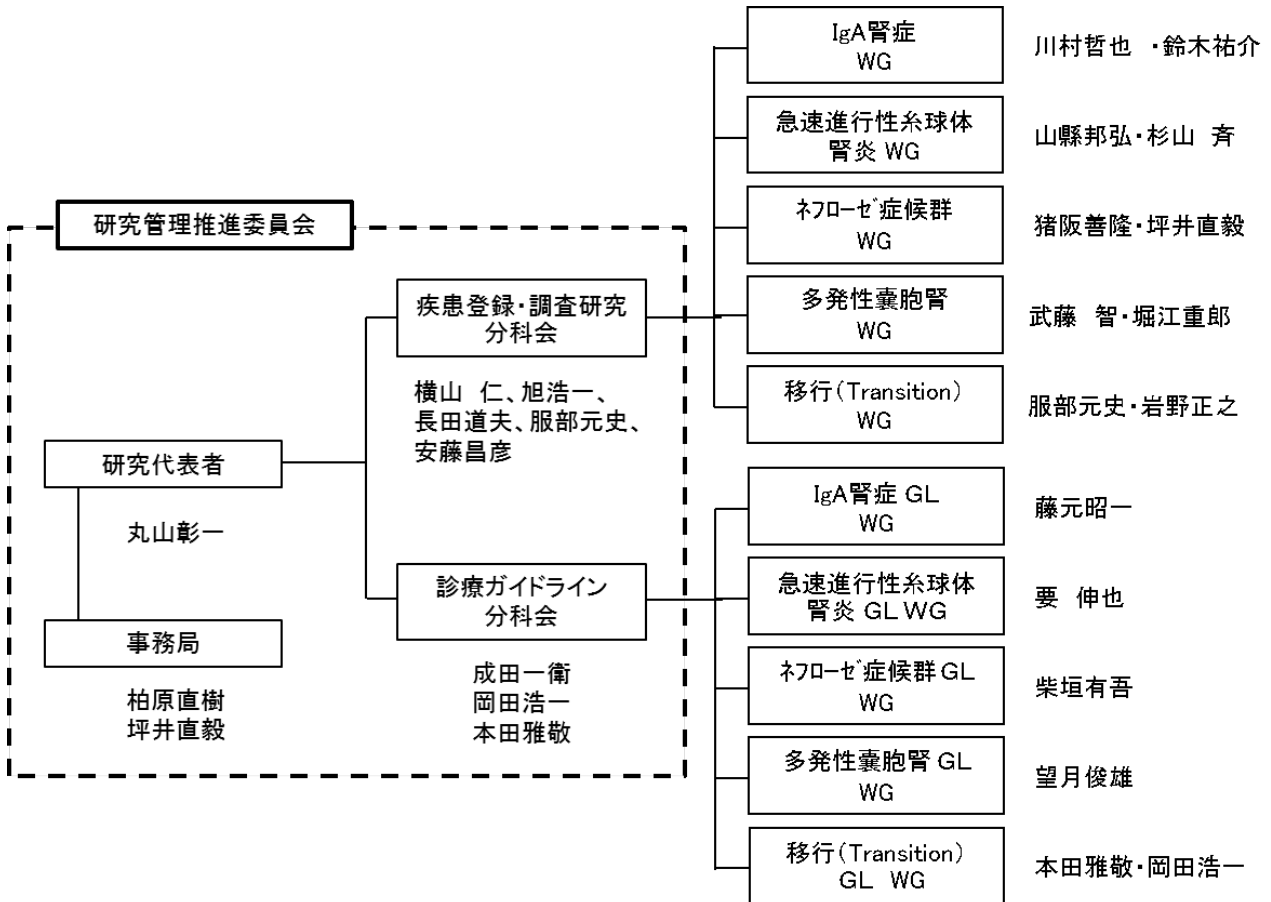 研究管理推進委員会
研究代表者
丸山彰一
事務局
柏原直樹
坪井直毅
疾患登録・調査研究
分科会
横山　仁、旭浩一、
長田道夫、服部元史、
安藤昌彦
診療ガイドライン
分科会
成田一衛
岡田浩一
本田雅敬
IgA腎症
WG
川村哲也　・鈴木祐介
急速進行性糸球体
腎炎 WG
山縣邦弘・杉山　斉
ﾈﾌﾛｰｾﾞ症候群
WG
猪阪善隆・坪井直毅
多発性嚢胞腎
WG
武藤　智・堀江重郎
移行（Transition）
WG
服部元史・岩野正之
IgA腎症 GL
WG
藤元昭一
急速進行性糸球体
腎炎 GL WG
要　伸也
ﾈﾌﾛｰｾﾞ症候群 GL
WG
柴垣有吾
多発性嚢胞腎 GL
WG
望月俊雄
移行（Transition）
GL　WG
本田雅敬・岡田浩一